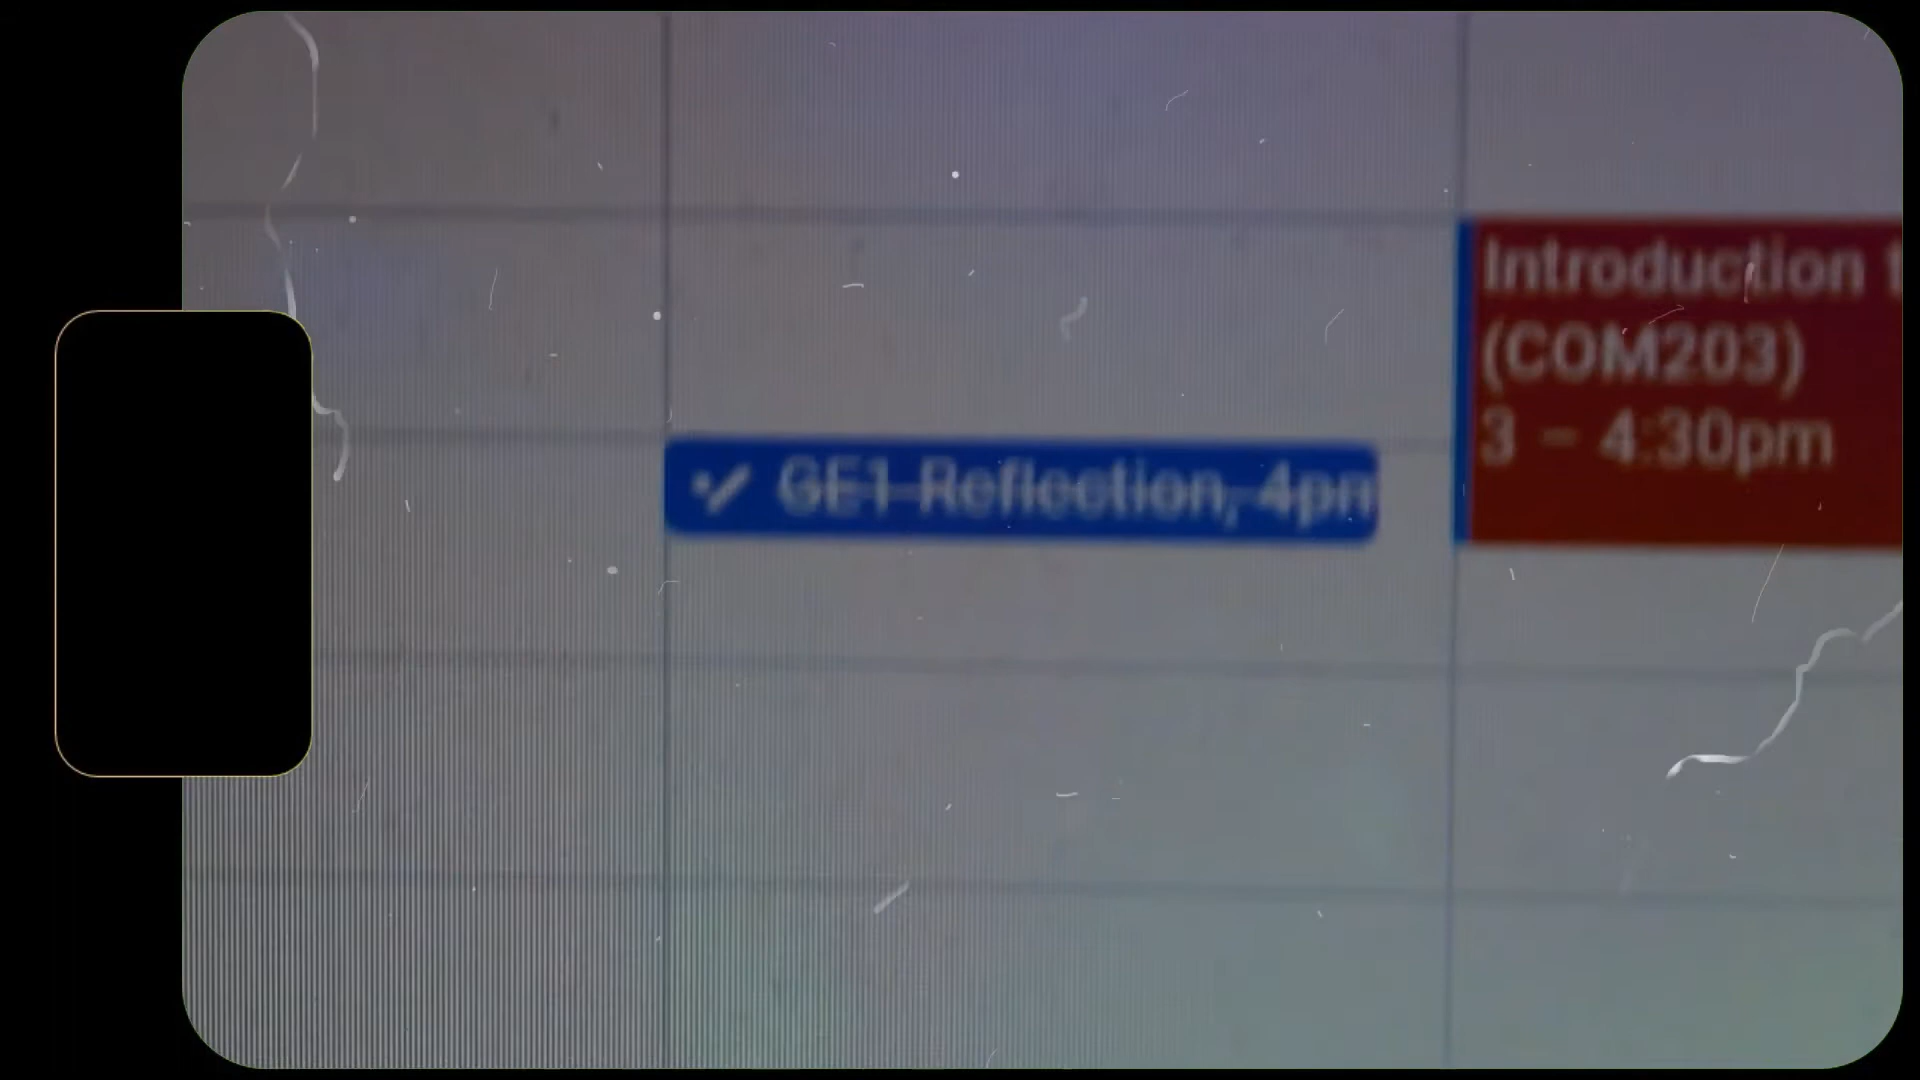 GE1 Reflection, 4pm
Introduction
(COM203)
3 – 4:30pm